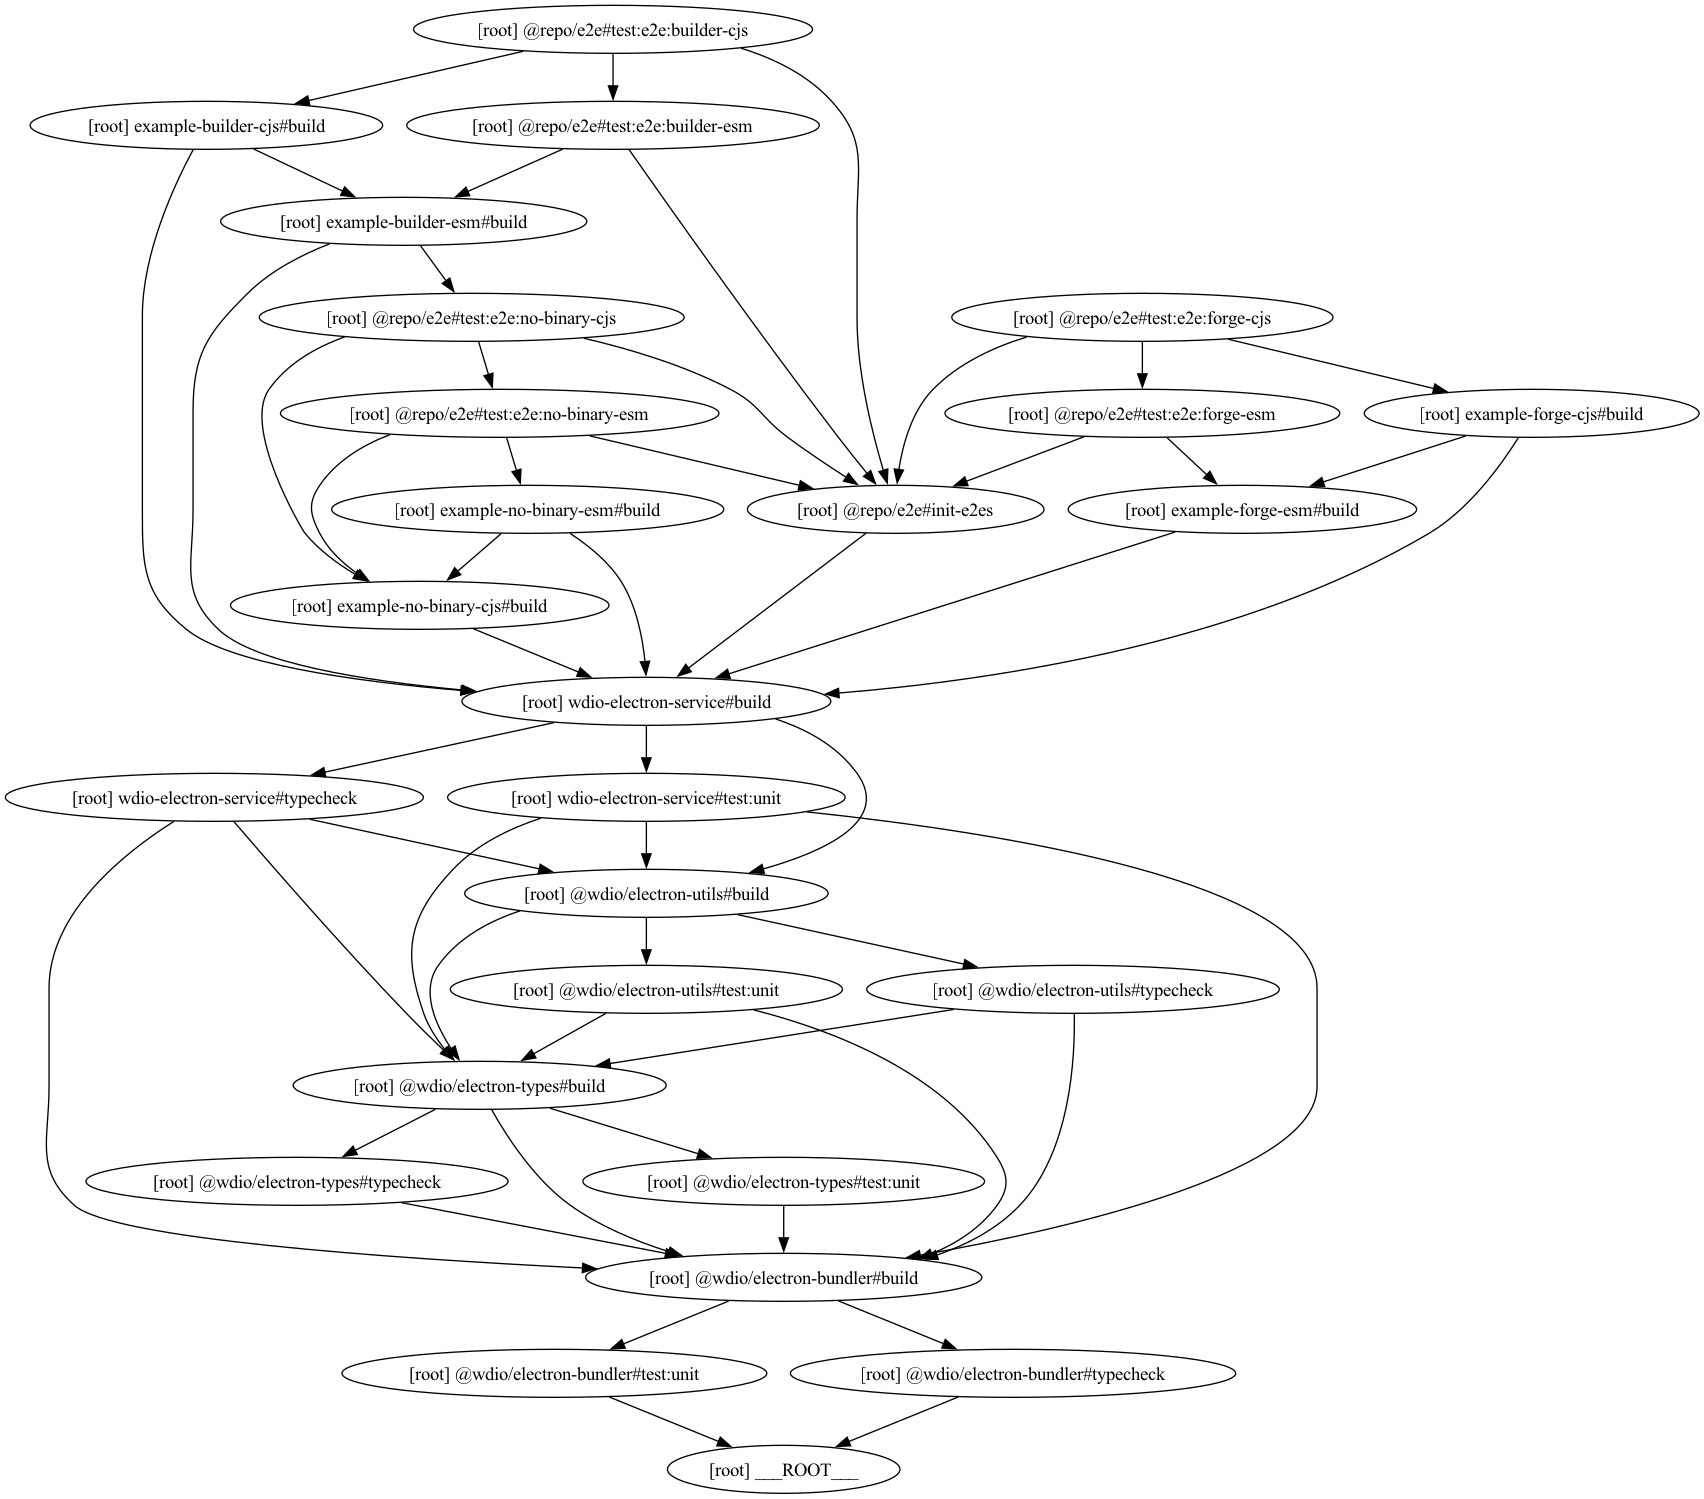 [root] @repo/e2e#test:e2e:builder-cjs
[root] example-builder-cjs#build
[root] @repo/e2e#test:e2e:builder-esm
[root] example-builder-esm#build
[root] @repo/e2e#test:e2e:no-binary-cjs
[root] @repo/e2e#test:e2e:forge-cjs
[root] @repo/e2e#test:e2e:no-binary-esm
[root] @repo/e2e#test:e2e:forge-esm
[root] example-forge-cjs#build
[root] example-no-binary-esm#build
[root] @repo/e2e#init-e2es
[root] example-forge-esm#build
[root] example-no-binary-cjs#build
[root] wdio-electron-service#build
[root] wdio-electron-service#typecheck
[root] wdio-electron-service#test:unit
[root] @wdio/electron-utils#build
[root] @wdio/electron-utils#test:unit
[root] @wdio/electron-utils#typecheck
[root] @wdio/electron-types#build
[root] @wdio/electron-types#typecheck
[root] @wdio/electron-types#test:unit
[root] @wdio/electron-bundler#build
[root] @wdio/electron-bundler#test:unit
[root] @wdio/electron-bundler#typecheck
[root] ___ROOT___